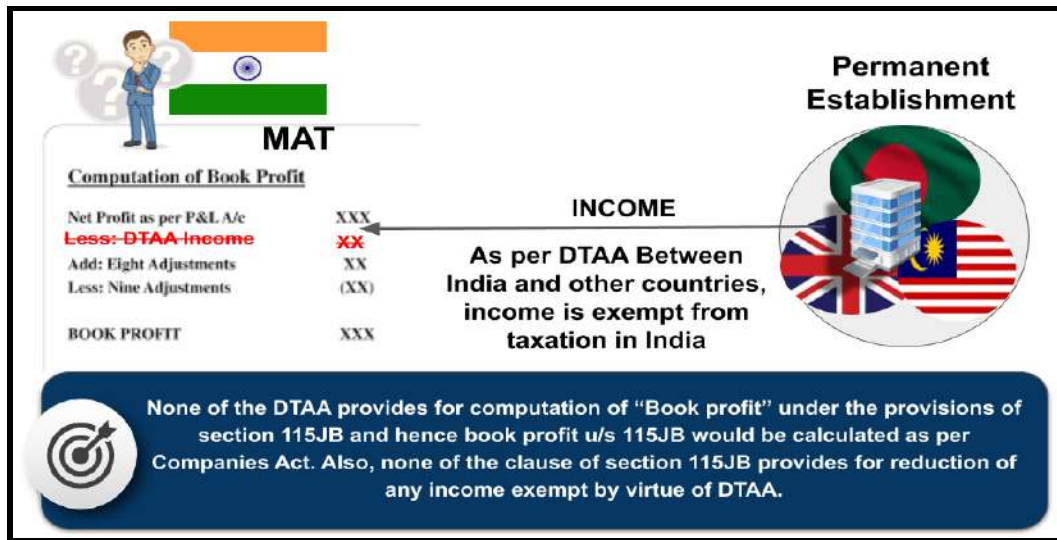 MAT
Computation of Book Profit
Net Profit as per P&L A/c XXX
Less: DTAA Income XX
Add: Eight Adjustments XX
Less: Nine Adjustments (XX)
BOOK PROFIT XXX
Permanent
Establishment
INCOME
As per DTAA Between
India and other countries,
income is exempt from
taxation in India
None of the DTAA provides for computation of “Book profit” under the provisions of
section 115JB and hence book profit u/s 115JB would be calculated as per
Companies Act. Also, none of the clause of section 115JB provides for reduction of
any income exempt by virtue of DTAA.